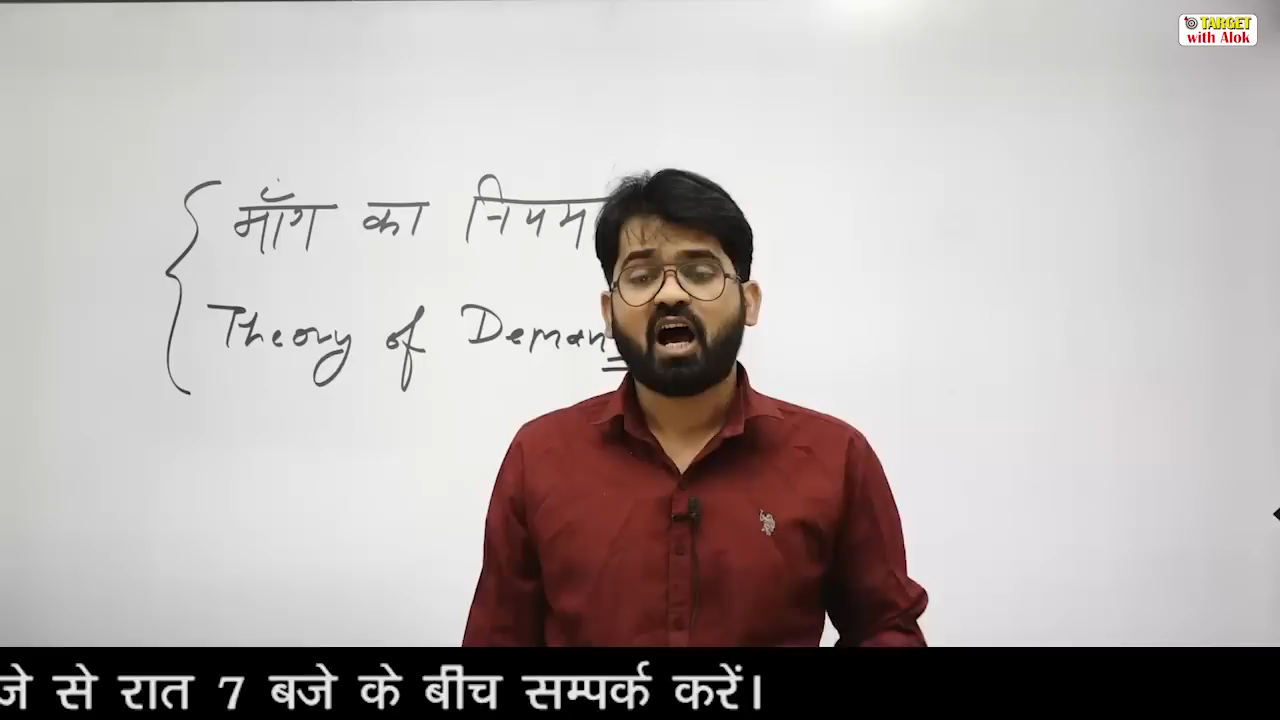 TARGET
with Alok
माँग का नियम
Theory of Deman
जे से रात 7 बजे के बीच सम्पर्क करें।